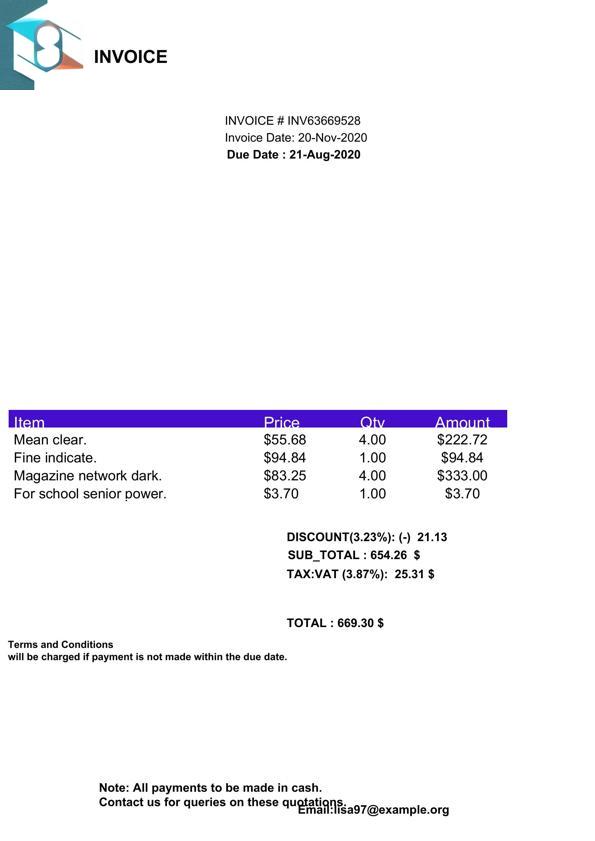 INVOICE
INVOICE # INV63669528
Invoice Date: 20-Nov-2020
Due Date : 21-Aug-2020
Item Price Qty Amount
Mean clear. $55.68 4.00 $222.72
Fine indicate. $94.84 1.00 $94.84
Magazine network dark. $83.25 4.00 $333.00
For school senior power. $3.70 1.00 $3.70
DISCOUNT(3.23%): (-) 21.13
SUB_TOTAL : 654.26 $
TAX:VAT (3.87%): 25.31 $
TOTAL : 669.30 $
Terms and Conditions
will be charged if payment is not made within the due date.
Note: All payments to be made in cash.
Contact us for queries on these quotations.
Email:lisa97@example.org